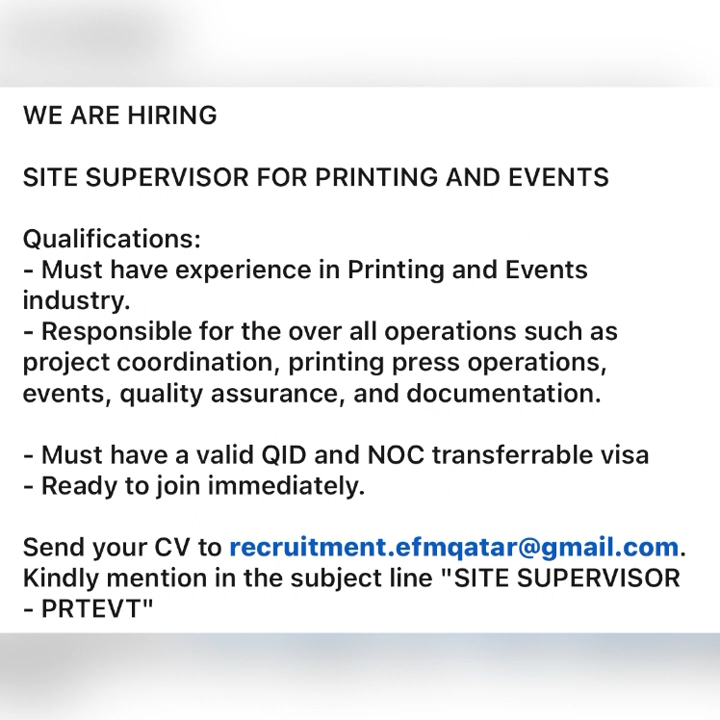 WE ARE HIRING
SITE SUPERVISOR FOR PRINTING AND EVENTS
Qualifications:
- Must have experience in Printing and Events
industry.
- Responsible for the over all operations such as
project coordination, printing press operations,
events, quality assurance, and documentation.
- Must have a valid QID and NOC transferrable visa
- Ready to join immediately.
Send your CV to recruitment.efmqatar@gmail.com.
Kindly mention in the subject line "SITE SUPERVISOR
- PRTEVT"